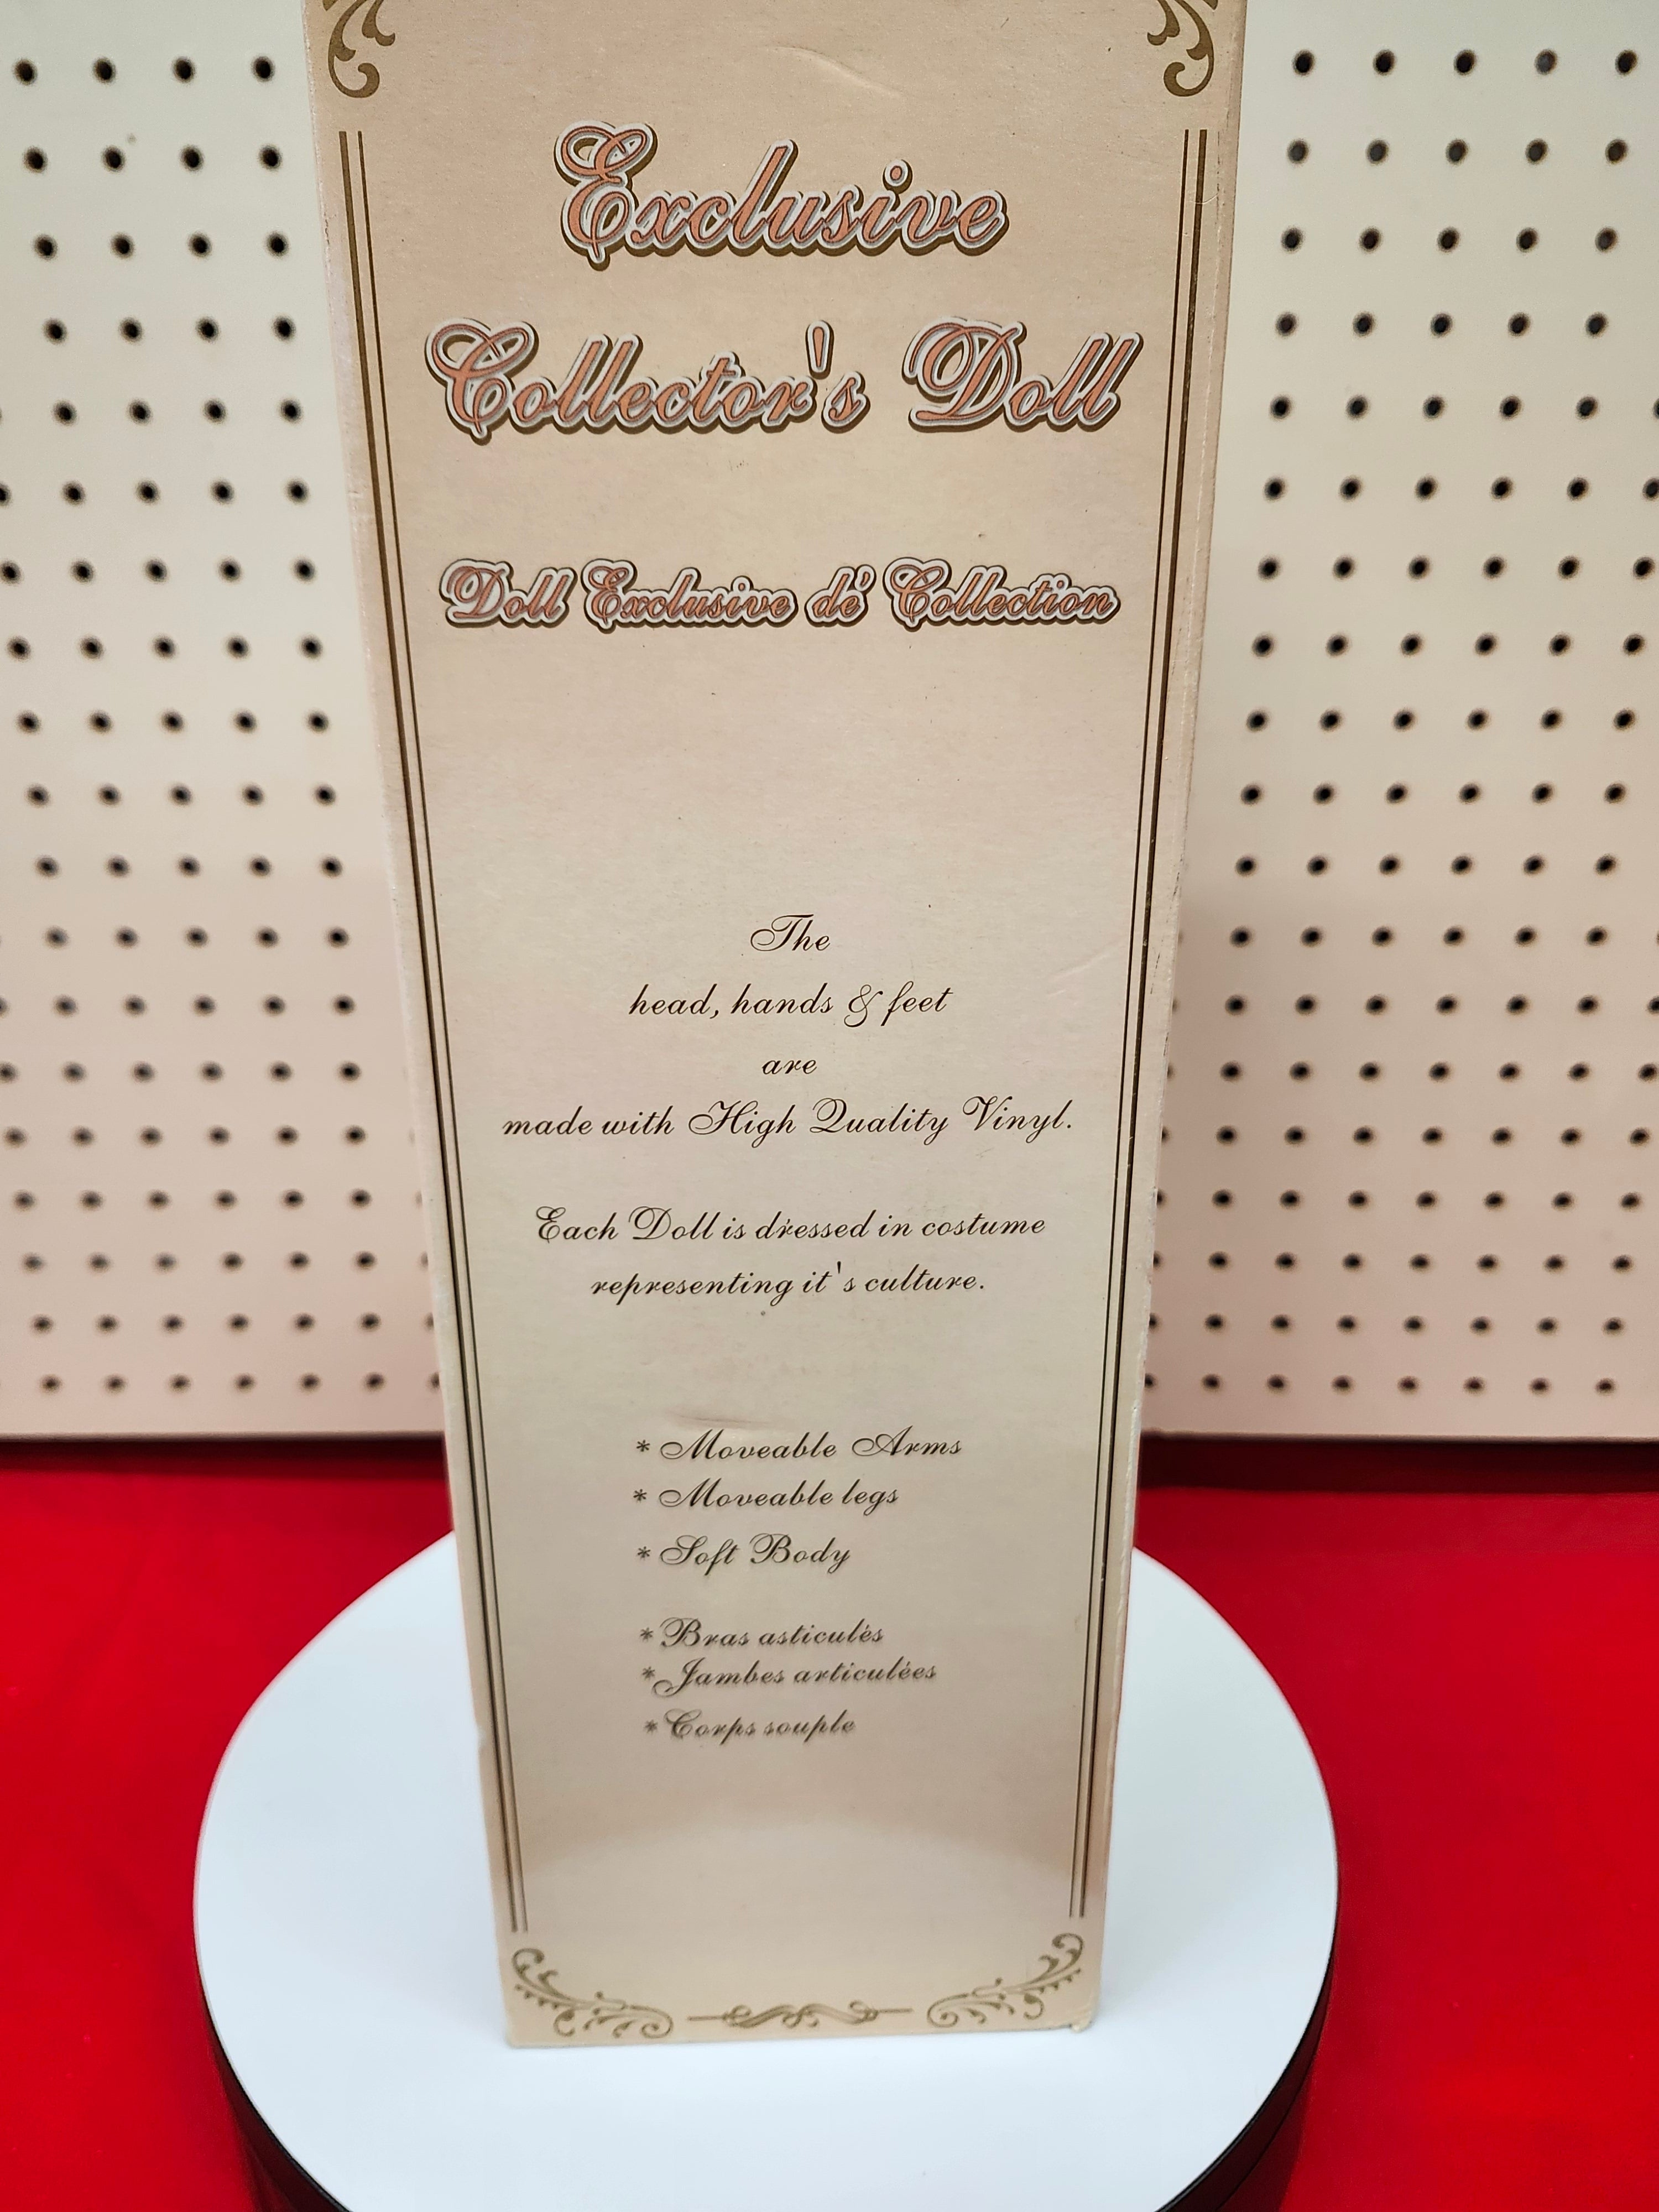 Exclusive
Collector's Doll
Doll Exclusive dé Collection
The
head, hands & feet
are
made with High Quality Vinyl.
Each Doll is dressed in costume
representing it's culture.
* Moveable Arms
* Moveable legs
* Soft Body
* Bras asticulés
* Jambes articulées
* Corps souple